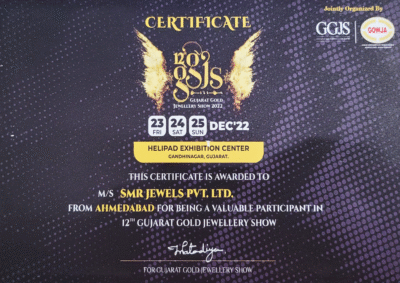 CERTIFICATE
Jointly Organized By
GGJS
GOMJA
GGJS
GUJARAT GOLD
JEWELLERY SHOW 2022
23 24 25 DEC'22
FRI SAT SUN
HELIPAD EXHIBITION CENTER
GANDHINAGAR, GUJARAT.
THIS CERTIFICATE IS AWARDED TO
M/S SMR JEWELS PVT. LTD.
FROM AHMEDABAD FOR BEING A VALUABLE PARTICIPANT IN
12TH GUJARAT GOLD JEWELLERY SHOW
FOR GUJARAT GOLD JEWELLERY SHOW